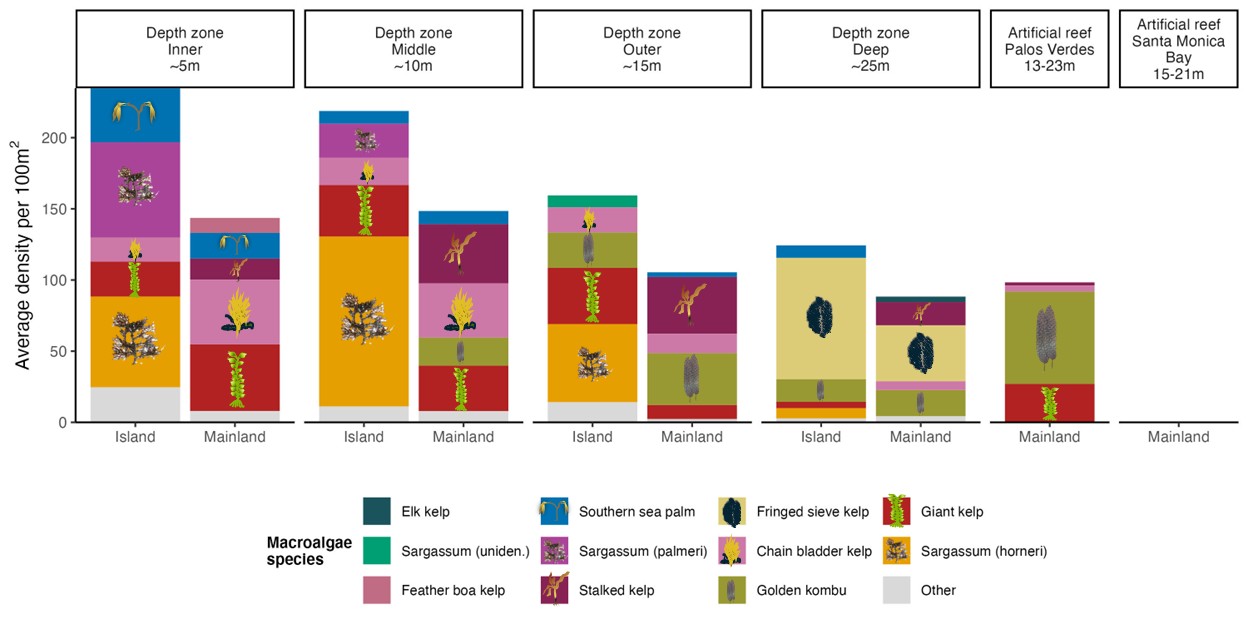 Depth zone
Inner
~5m
Depth zone
Middle
~10m
Depth zone
Outer
~15m
Depth zone
Deep
~25m
Artificial reef
Palos Verdes
13-23m
Artificial reef
Santa Monica
Bay
15-21m
Average density per 100m²
200
150
100
50
0
Island
Mainland
Island
Mainland
Island
Mainland
Island
Mainland
Mainland
Mainland
Macroalgae
species
Elk kelp
Southern sea palm
Fringed sieve kelp
Giant kelp
Sargassum (uniden.)
Sargassum (palmeri)
Chain bladder kelp
Sargassum (horneri)
Feather boa kelp
Stalked kelp
Golden kombu
Other